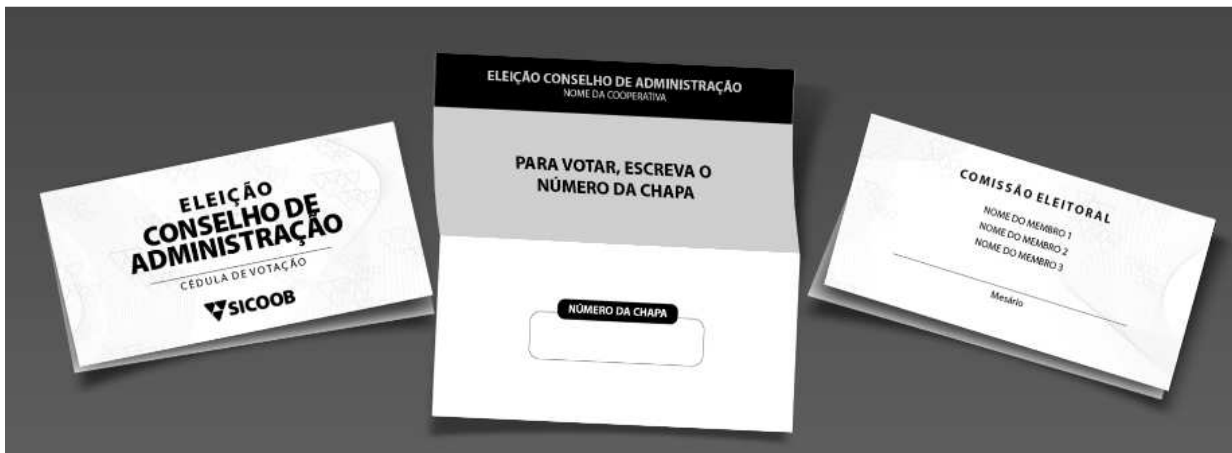 ELEIÇÃO
CONSELHO DE
ADMINISTRAÇÃO
CÉDULA DE VOTAÇÃO
SICOOB
ELEIÇÃO CONSELHO DE ADMINISTRAÇÃO
NOME DA COOPERATIVA
PARA VOTAR, ESCREVA O
NÚMERO DA CHAPA
NÚMERO DA CHAPA
COMISSÃO ELEITORAL
NOME DO MEMBRO 1
NOME DO MEMBRO 2
NOME DO MEMBRO 3
Mesário